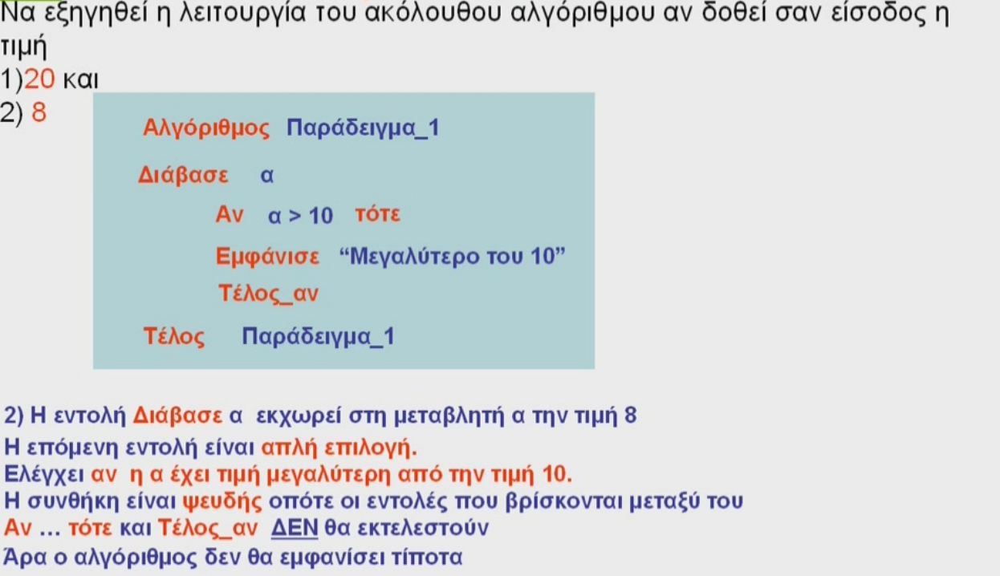 Να εξηγηθεί η λειτουργία του ακόλουθου αλγόριθμου αν δοθεί σαν είσοδος η
τιμή
1)20 και
2) 8
Αλγόριθμος Παράδειγμα_1
Διάβασε α
Αν α > 10 τότε
Εμφάνισε “Μεγαλύτερο του 10”
Τέλος_αν
Τέλος Παράδειγμα_1
2) Η εντολή Διάβασε α εκχωρεί στη μεταβλητή α την τιμή 8
Η επόμενη εντολή είναι απλή επιλογή.
Ελέγχει αν η α έχει τιμή μεγαλύτερη από την τιμή 10.
Η συνθήκη είναι ψευδής οπότε οι εντολές που βρίσκονται μεταξύ του
Αν ... τότε και Τέλος_αν ΔΕΝ θα εκτελεστούν
Άρα ο αλγόριθμος δεν θα εμφανίσει τίποτα